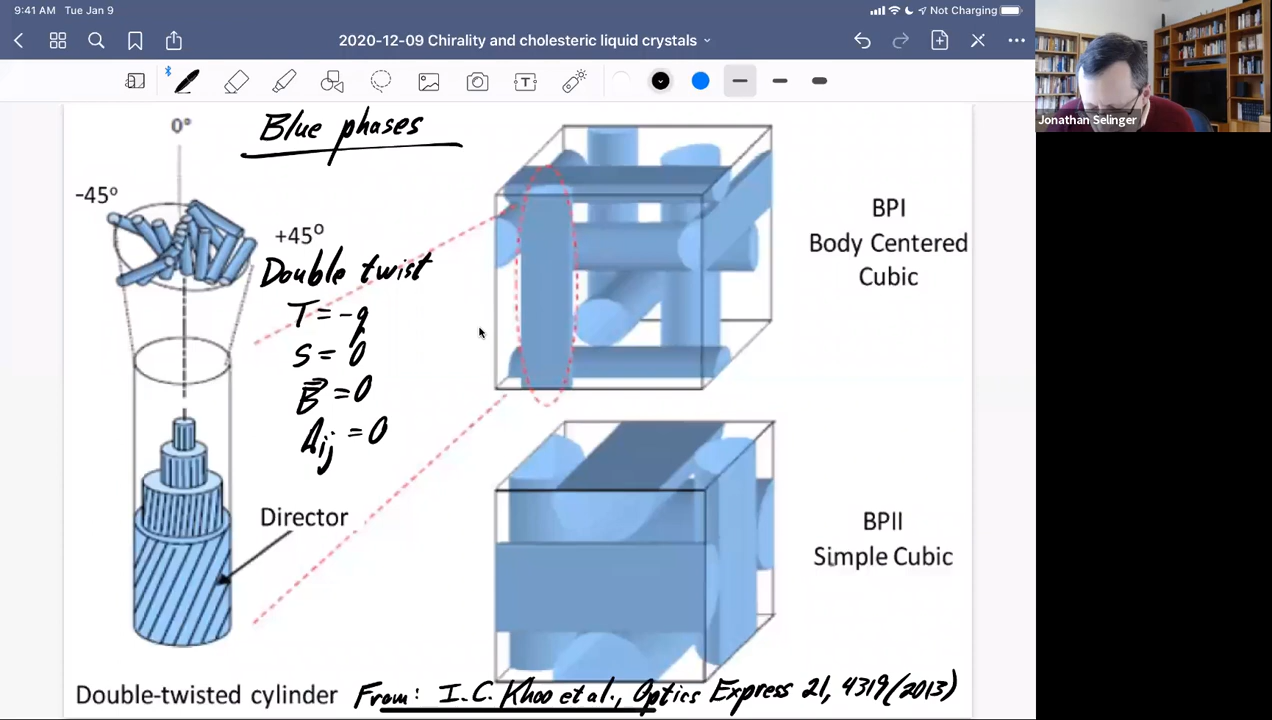 9:41 AM Tue Jan 9
Not Charging
2020-12-09 Chirality and cholesteric liquid crystals
Jonathan Selinger
Blue phases
0°
-45°
+45°
Double twist
T = -q
S = 0
B⃗ = 0
Aij = 0
Director
Double-twisted cylinder
BPI
Body Centered
Cubic
BPII
Simple Cubic
From: I.C. Khoo et al., Optics Express 21, 4319 (2013)